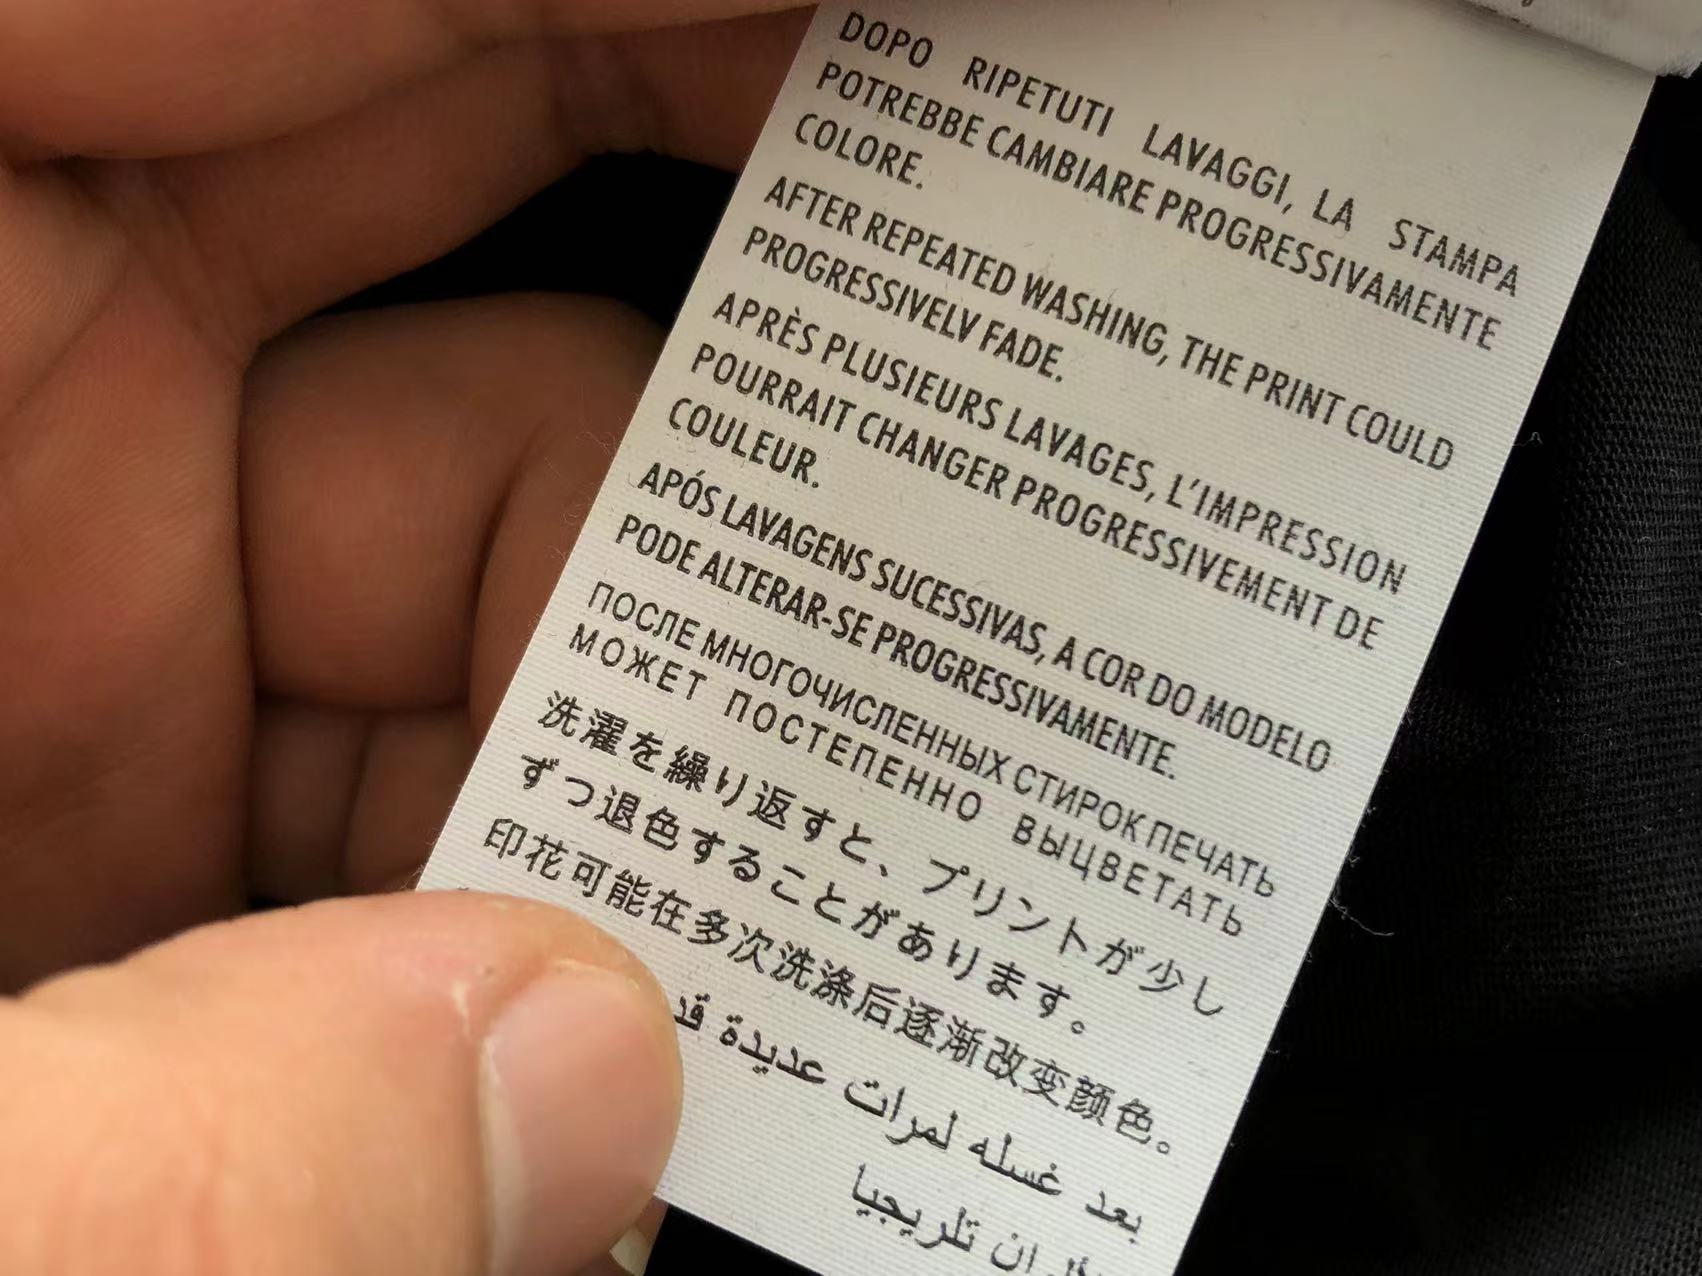 DOPO RIPETUTI LAVAGGI, LA STAMPA
POTREBBE CAMBIARE PROGRESSIVAMENTE
COLORE.
AFTER REPEATED WASHING, THE PRINT COULD
PROGRESSIVELV FADE.
APRÈS PLUSIEURS LAVAGES, L'IMPRESSION
POURRAIT CHANGER PROGRESSIVEMENT DE
COULEUR.
APÓS LAVAGENS SUCESSIVAS, A COR DO MODELO
PODE ALTERAR-SE PROGRESSIVAMENTE.
ПОСЛЕ МНОГОЧИСЛЕННЫХ СТИРОК ПЕЧАТЬ
МОЖЕТ ПОСТЕПЕННО ВЫЦВЕТАТЬ
洗濯を繰り返すと、プリントが少し
ずつ退色することがあります。
印花可能在多次洗涤后逐渐改变颜色。
بعد غسله لمرات عديدة
ان تلريجيا